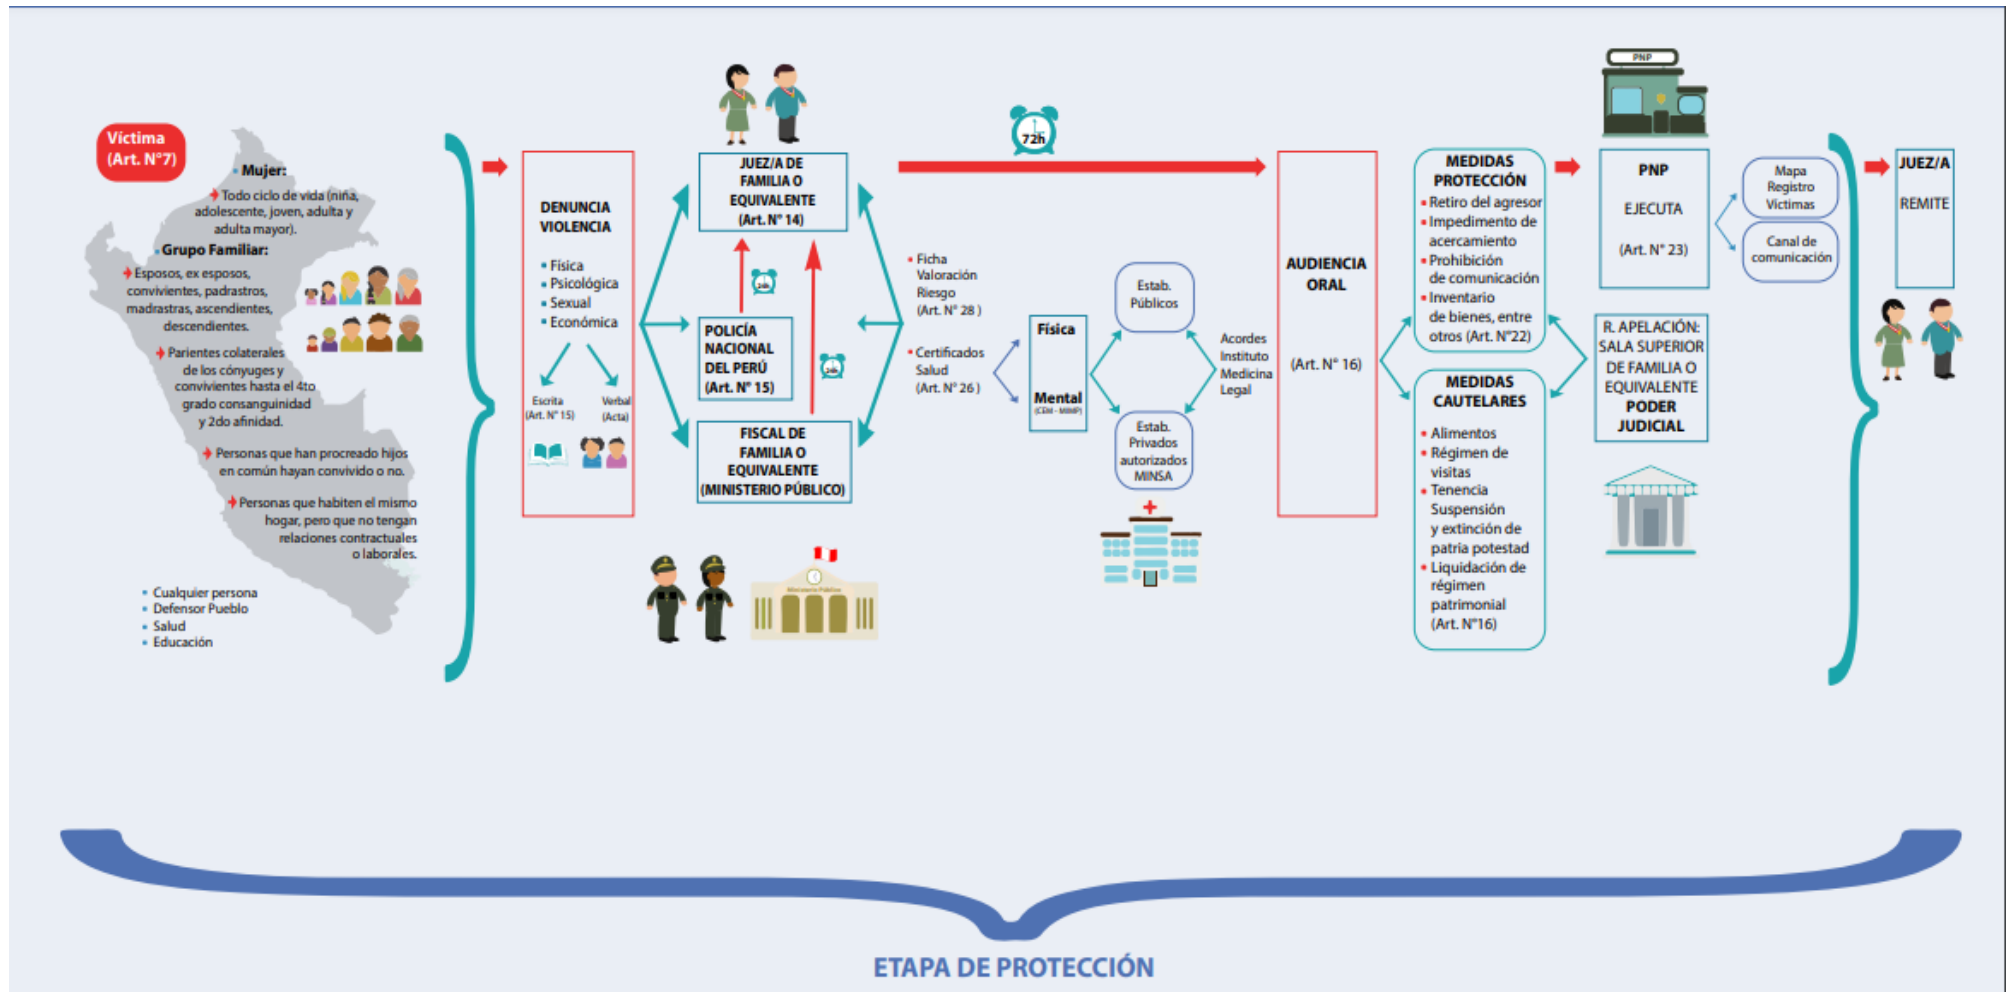 Víctima
(Art. N°7)
Mujer:
Todo ciclo de vida (niña,
adolescente, joven, adulta y
adulta mayor).
Grupo Familiar:
Esposos, ex esposos,
convivientes, padrastros,
madrastras, ascendientes,
descendientes.
Parientes colaterales
de los cónyuges y
convivientes hasta el 4to
grado consanguinidad
y 2do afinidad.
Personas que han procreado hijos
en común hayan convivido o no.
Personas que habiten el mismo
hogar, pero que no tengan
relaciones contractuales
o laborales.
Cualquier persona
Defensor Pueblo
Salud
Educación
DENUNCIA
VIOLENCIA
Física
Psicológica
Sexual
Económica
Escrita
(Art. N° 15)
Verbal
(Acta)
JUEZ/A DE
FAMILIA O
EQUIVALENTE
(Art. N° 14)
24h
POLICÍA
NACIONAL
DEL PERÚ
(Art. N° 15)
24h
FISCAL DE
FAMILIA O
EQUIVALENTE
(MINISTERIO PÚBLICO)
Ministerio Público
72h
Ficha
Valoración
Riesgo
(Art. N° 28 )
Certificados
Salud
(Art. N° 26 )
Física
Mental
(CEM - MIMP)
Estab.
Públicos
Estab.
Privados
autorizados
MINSA
Acordes
Instituto
Medicina
Legal
AUDIENCIA
ORAL
(Art. N° 16)
MEDIDAS
PROTECCIÓN
Retiro del agresor
Impedimento de
acercamiento
Prohibición
de comunicación
Inventario
de bienes, entre
otros (Art. N°22)
MEDIDAS
CAUTELARES
Alimentos
Régimen de
visitas
Tenencia
Suspensión
y extinción de
patria potestad
Liquidación de
régimen
patrimonial
(Art. N°16)
PNP
PNP
EJECUTA
(Art. N° 23)
Mapa
Registro
Víctimas
Canal de
comunicación
R. APELACIÓN:
SALA SUPERIOR
DE FAMILIA O
EQUIVALENTE
PODER
JUDICIAL
JUEZ/A
REMITE
ETAPA DE PROTECCIÓN